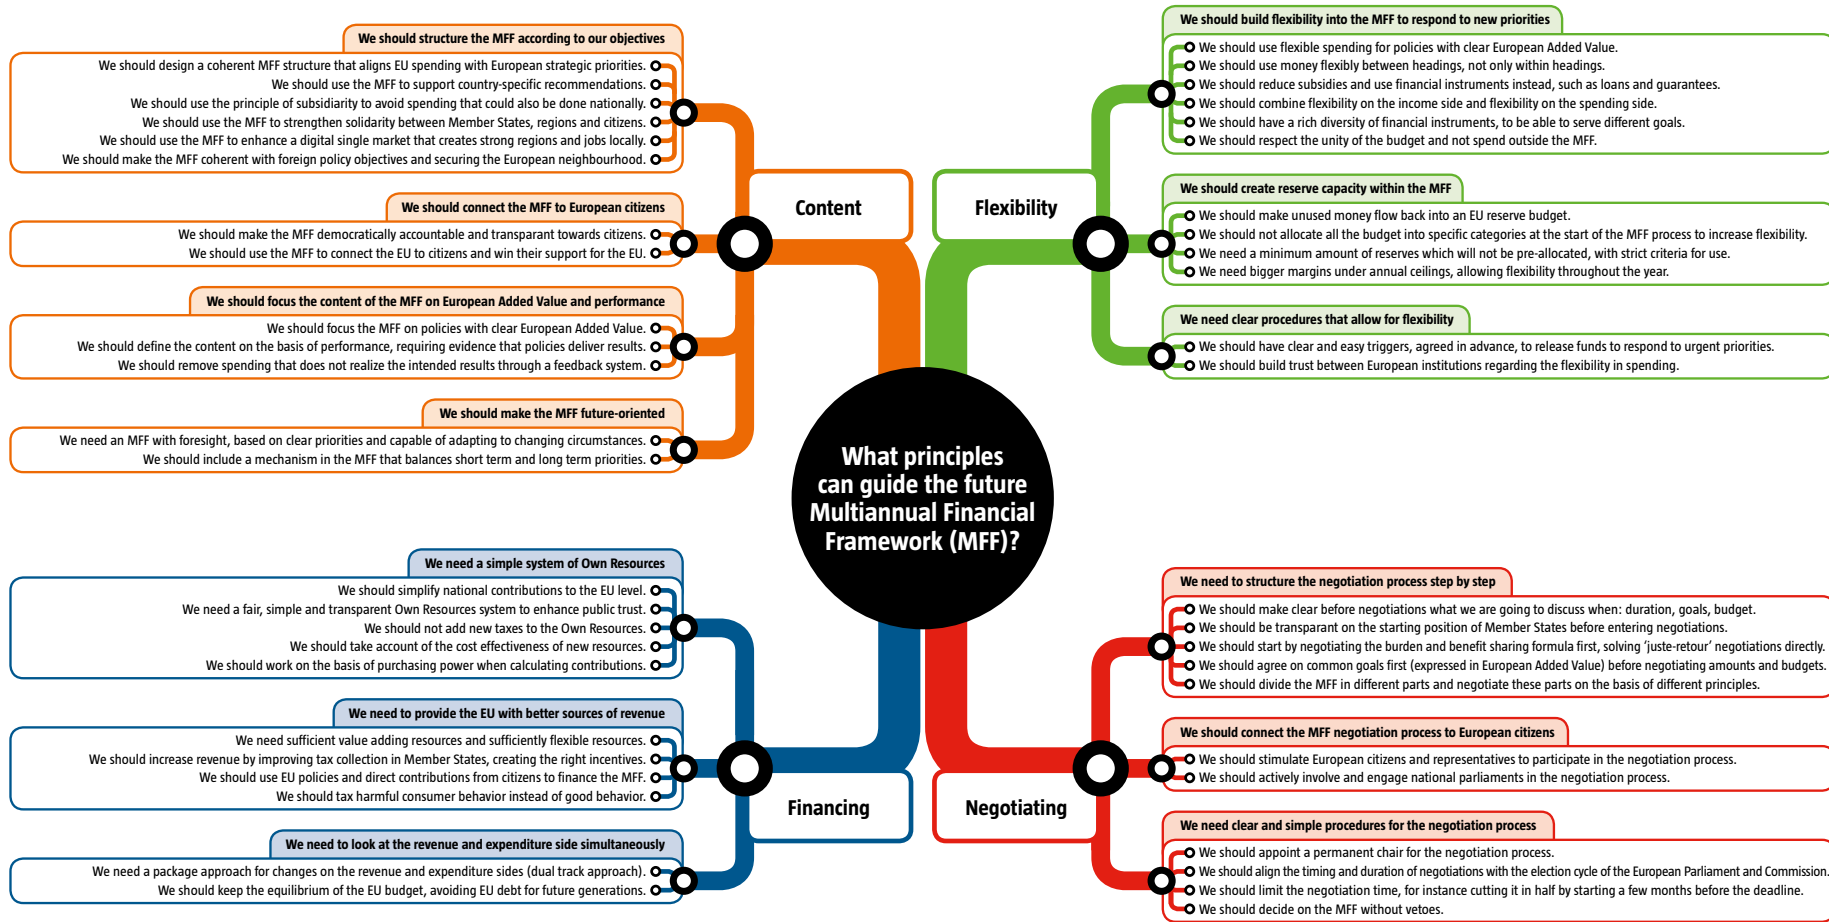 We should structure the MFF according to our objectives
We should design a coherent MFF structure that aligns EU spending with European strategic priorities.
We should use the MFF to support country-specific recommendations.
We should use the principle of subsidiarity to avoid spending that could also be done nationally.
We should use the MFF to strengthen solidarity between Member States, regions and citizens.
We should use the MFF to enhance a digital single market that creates strong regions and jobs locally.
We should make the MFF coherent with foreign policy objectives and securing the European neighbourhood.
We should connect the MFF to European citizens
We should make the MFF democratically accountable and transparant towards citizens.
We should use the MFF to connect the EU to citizens and win their support for the EU.
We should focus the content of the MFF on European Added Value and performance
We should focus the MFF on policies with clear European Added Value.
We should define the content on the basis of performance, requiring evidence that policies deliver results.
We should remove spending that does not realize the intended results through a feedback system.
We should make the MFF future-oriented
We need an MFF with foresight, based on clear priorities and capable of adapting to changing circumstances.
We should include a mechanism in the MFF that balances short term and long term priorities.
Content
Flexibility
We should build flexibility into the MFF to respond to new priorities
We should use flexible spending for policies with clear European Added Value.
We should use money flexibly between headings, not only within headings.
We should reduce subsidies and use financial instruments instead, such as loans and guarantees.
We should combine flexibility on the income side and flexibility on the spending side.
We should have a rich diversity of financial instruments, to be able to serve different goals.
We should respect the unity of the budget and not spend outside the MFF.
We should create reserve capacity within the MFF
We should make unused money flow back into an EU reserve budget.
We should not allocate all the budget into specific categories at the start of the MFF process to increase flexibility.
We need a minimum amount of reserves which will not be pre-allocated, with strict criteria for use.
We need bigger margins under annual ceilings, allowing flexibility throughout the year.
We need clear procedures that allow for flexibility
We should have clear and easy triggers, agreed in advance, to release funds to respond to urgent priorities.
We should build trust between European institutions regarding the flexibility in spending.
What principles
can guide the future
Multiannual Financial
Framework (MFF)?
We need a simple system of Own Resources
We should simplify national contributions to the EU level.
We need a fair, simple and transparent Own Resources system to enhance public trust.
We should not add new taxes to the Own Resources.
We should take account of the cost effectiveness of new resources.
We should work on the basis of purchasing power when calculating contributions.
We need to provide the EU with better sources of revenue
We need sufficient value adding resources and sufficiently flexible resources.
We should increase revenue by improving tax collection in Member States, creating the right incentives.
We should use EU policies and direct contributions from citizens to finance the MFF.
We should tax harmful consumer behavior instead of good behavior.
We need to look at the revenue and expenditure side simultaneously
We need a package approach for changes on the revenue and expenditure sides (dual track approach).
We should keep the equilibrium of the EU budget, avoiding EU debt for future generations.
Financing
Negotiating
We need to structure the negotiation process step by step
We should make clear before negotiations what we are going to discuss when: duration, goals, budget.
We should be transparant on the starting position of Member States before entering negotiations.
We should start by negotiating the burden and benefit sharing formula first, solving ‘juste-retour’ negotiations directly.
We should agree on common goals first (expressed in European Added Value) before negotiating amounts and budgets.
We should divide the MFF in different parts and negotiate these parts on the basis of different principles.
We should connect the MFF negotiation process to European citizens
We should stimulate European citizens and representatives to participate in the negotiation process.
We should actively involve and engage national parliaments in the negotiation process.
We need clear and simple procedures for the negotiation process
We should appoint a permanent chair for the negotiation process.
We should align the timing and duration of negotiations with the election cycle of the European Parliament and Commission.
We should limit the negotiation time, for instance cutting it in half by starting a few months before the deadline.
We should decide on the MFF without vetoes.